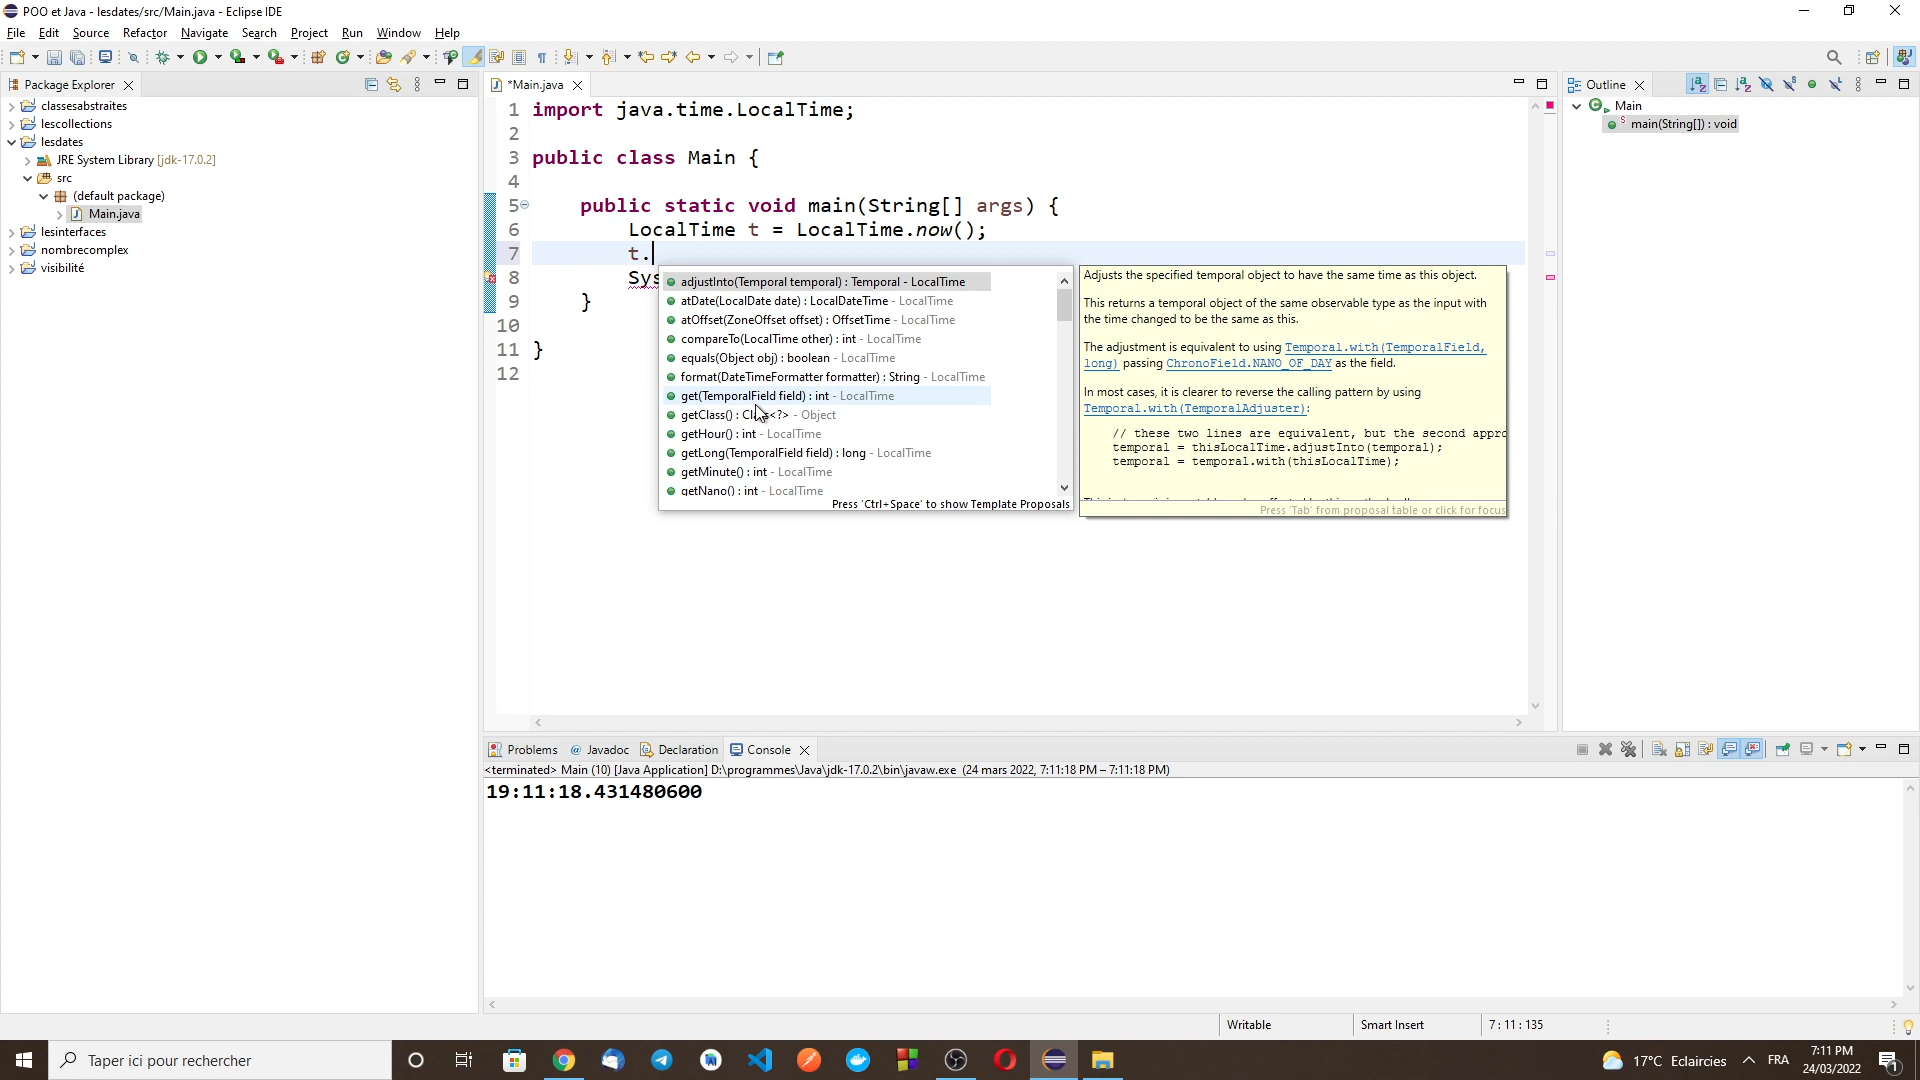 POO et Java - lesdates/src/Main.java - Eclipse IDE
File Edit Source Refactor Navigate Search Project Run Window Help
Package Explorer
classesabstraites
lescollections
lesdates
JRE System Library [jdk-17.0.2]
src
(default package)
Main.java
lesinterfaces
nombrecomplex
visibilité
*Main.java
1 import java.time.LocalTime;
2
3 public class Main {
4
5 public static void main(String[] args) {
6 LocalTime t = LocalTime.now();
7 t.
8 Sys
9 }
10
11 }
12
adjustInto(Temporal temporal) : Temporal - LocalTime
atDate(LocalDate date) : LocalDateTime - LocalTime
atOffset(ZoneOffset offset) : OffsetTime - LocalTime
compareTo(LocalTime other) : int - LocalTime
equals(Object obj) : boolean - LocalTime
format(DateTimeFormatter formatter) : String - LocalTime
get(TemporalField field) : int - LocalTime
getClass() : Class<?> - Object
getHour() : int - LocalTime
getLong(TemporalField field) : long - LocalTime
getMinute() : int - LocalTime
getNano() : int - LocalTime
Press 'Ctrl+Space' to show Template Proposals
Adjusts the specified temporal object to have the same time as this object.
This returns a temporal object of the same observable type as the input with
the time changed to be the same as this.
The adjustment is equivalent to using Temporal.with(TemporalField,
long) passing ChronoField.NANO_OF_DAY as the field.
In most cases, it is clearer to reverse the calling pattern by using
Temporal.with(TemporalAdjuster):
// these two lines are equivalent, but the second appro
temporal = thisLocalTime.adjustInto(temporal);
temporal = temporal.with(thisLocalTime);
Press 'Tab' from proposal table or click for focus
Outline
Main
main(String[]) : void
Problems @ Javadoc Declaration Console
<terminated> Main (10) [Java Application] D:\programmes\Java\jdk-17.0.2\bin\javaw.exe (24 mars 2022, 7:11:18 PM – 7:11:18 PM)
19:11:18.431480600
Writable Smart Insert 7 : 11 : 135
Taper ici pour rechercher
17°C Eclaircies FRA 7:11 PM
24/03/2022
1